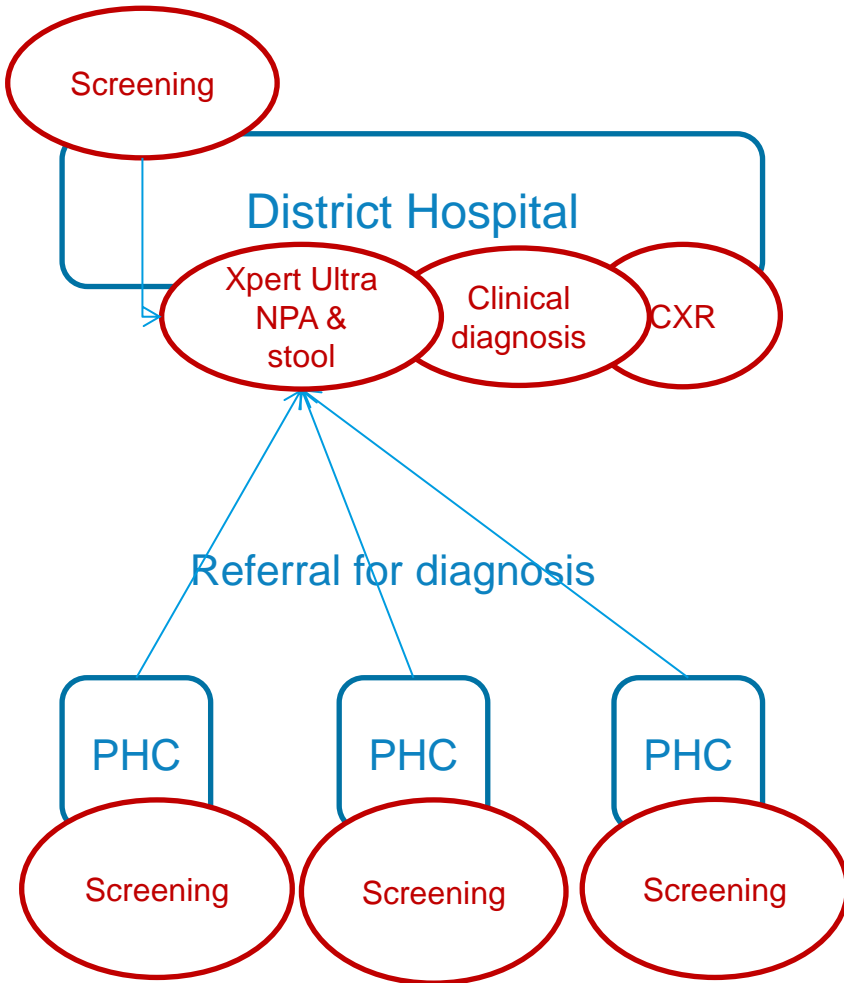 Screening
District Hospital
Xpert Ultra
NPA &
stool
Clinical
diagnosis
CXR
Referral for diagnosis
PHC
PHC
PHC
Screening
Screening
Screening